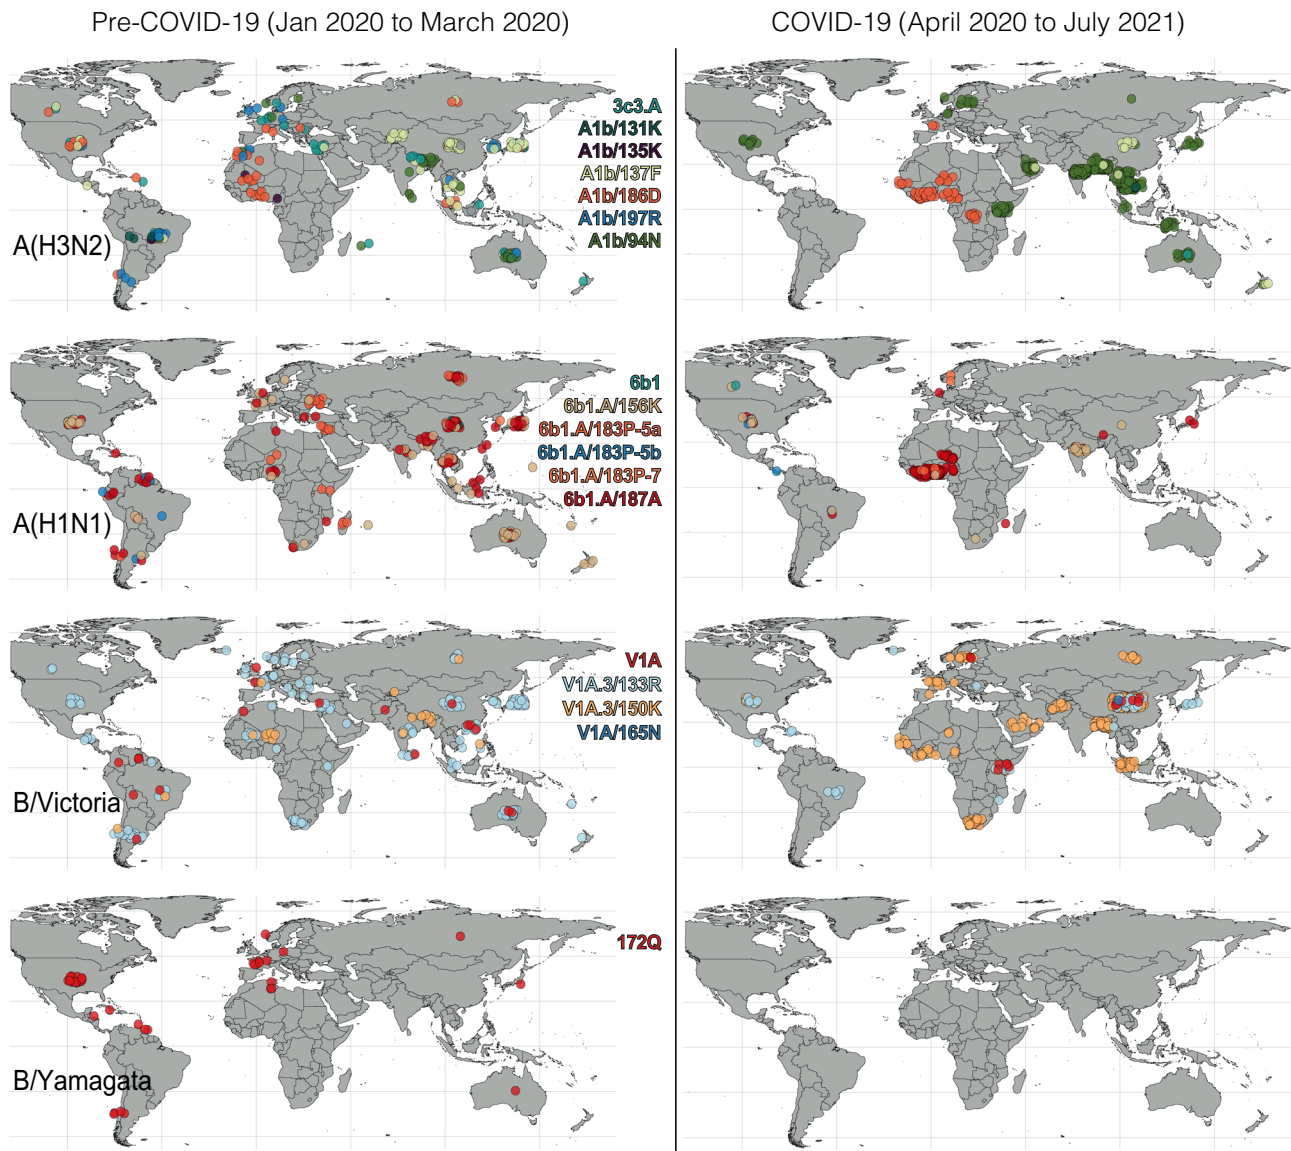 Pre-COVID-19 (Jan 2020 to March 2020)
COVID-19 (April 2020 to July 2021)
3c3.A
A1b/131K
A1b/135K
A1b/137F
A1b/186D
A1b/197R
A1b/94N
A(H3N2)
6b1
6b1.A/156K
6b1.A/183P-5a
6b1.A/183P-5b
6b1.A/183P-7
6b1.A/187A
A(H1N1)
V1A
V1A.3/133R
V1A.3/150K
V1A/165N
B/Victoria
172Q
B/Yamagata